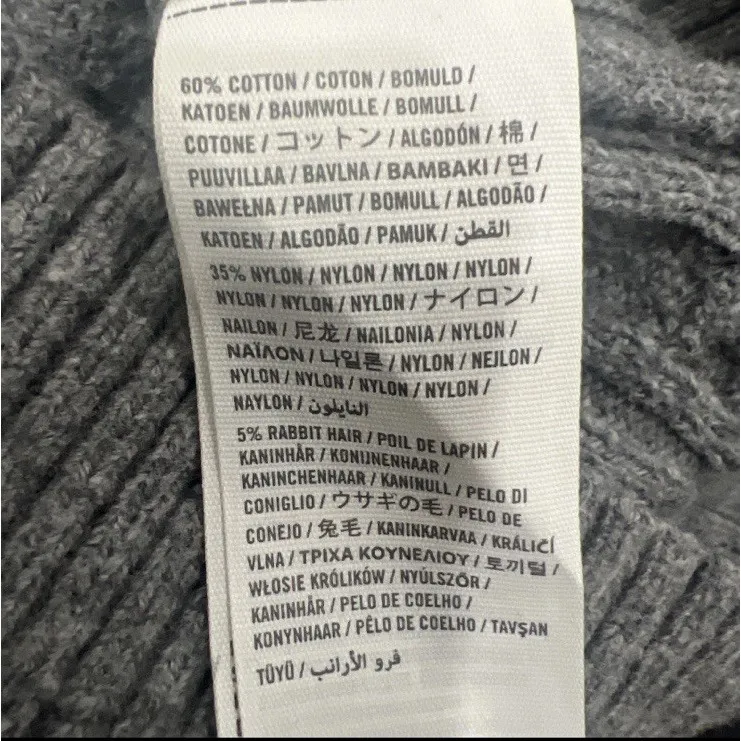 60% COTTON / COTON / BOMULD /
KATOEN / BAUMWOLLE / BOMULL /
COTONE / コットン / ALGODÓN / 棉 /
PUUVILLAA / BAVLNA / BAMBAKI / 면 /
BAWEŁNA / PAMUT / BOMULL / ALGODÃO /
KATOEN / ALGODÃO / PAMUK / القطن
35% NYLON / NYLON / NYLON / NYLON /
NYLON / NYLON / NYLON / ナイロン /
NAILON / 尼龙 / NAILONIA / NYLON /
ΝΑΪΛΟΝ / 나일론 / NYLON / NEJLON /
NYLON / NYLON / NYLON / NYLON /
NAYLON / النايلون
5% RABBIT HAIR / POIL DE LAPIN /
KANINHÅR / KONIJNENHAAR /
KANINCHENHAAR / KANINULL / PELO DI
CONIGLIO / ウサギの毛 / PELO DE
CONEJO / 兔毛 / KANINKARVAA / KRÁLIČÍ
VLNA / ΤΡΙΧΑ ΚΟΥΝΕΛΙΟΥ / 토끼털 /
WŁOSIE KRÓLIKÓW / NYÚLSZŐR /
KANINHÅR / PELO DE COELHO /
KONYNHAAR / PÊLO DE COELHO / TAVŞAN
TÜYÜ / فرو الأرانب